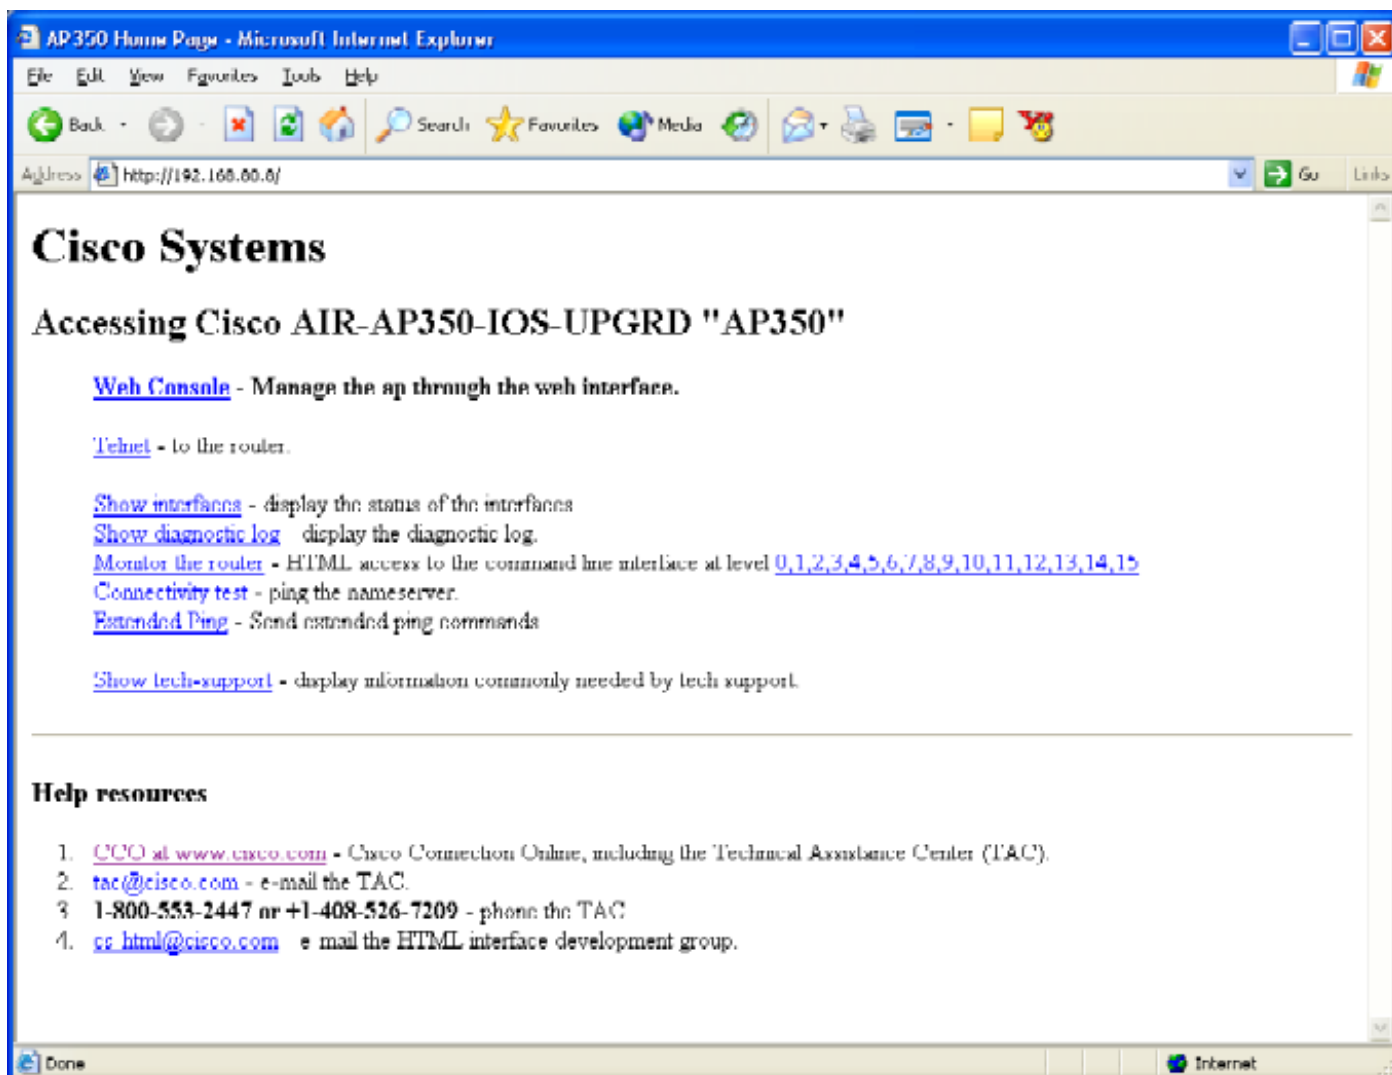 AP350 Home Page - Microsoft Internet Explorer
File Edit View Favorites Tools Help
Back Search Favorites Media
Address http://192.168.80.8/ Go Links
Cisco Systems
Accessing Cisco AIR-AP350-IOS-UPGRD "AP350"
Web Console - Manage the ap through the web interface.
Telnet - to the router.
Show interfaces - display the status of the interfaces
Show diagnostic log - display the diagnostic log.
Monitor the router - HTML access to the command line interface at level 0,1,2,3,4,5,6,7,8,9,10,11,12,13,14,15
Connectivity test - ping the nameserver.
Extended Ping - Send extended ping commands
Show tech-support - display information commonly needed by tech support.
Help resources
1. CCO at www.cisco.com - Cisco Connection Online, including the Technical Assistance Center (TAC).
2. tac@cisco.com - e-mail the TAC.
3. 1-800-553-2447 or +1-408-526-7209 - phone the TAC
4. cs-html@cisco.com - e-mail the HTML interface development group.
Done Internet